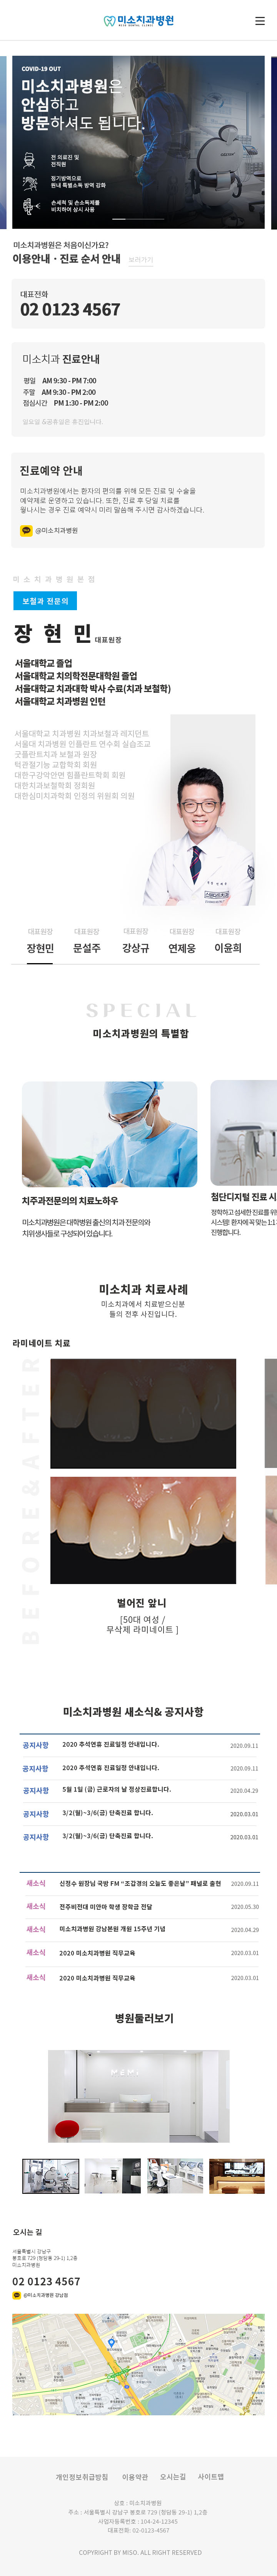 미소치과병원
COVID-19 OUT
미소치과병원은
안심하고
방문하셔도 됩니다.
전 의료진 및
전직원
정기방역으로
원내 특별소독 방역 강화
손세척 및 손소독제를
비치하여 상시 사용
미소치과병원은 처음이신가요?
이용안내 · 진료 순서 안내 보러가기
대표전화
02 0123 4567
미소치과 진료안내
평일 AM 9:30 - PM 7:00
주말 AM 9:30 - PM 2:00
점심시간 PM 1:30 - PM 2:00
일요일 &공휴일은 휴진입니다.
진료예약 안내
미소치과병원에서는 환자의 편의를 위해 모든 진료 및 수술을
예약제로 운영하고 있습니다. 또한, 진료 후 당일 치료를
윟나시는 경우 진료 예약시 미리 말씀해 주시면 감사하겠습니다.
@미소치과병원
미소치과병원원점
보철과 전문의
장 현 민 대표원장
서울대학교 졸업
서울대학교 치의학전문대학원 졸업
서울대학교 치과대학 박사 수료(치과 보철학)
서울대학교 치과병원 인턴
서울대학교 치과병원 치과보철과 레지던트
서울대 치과병원 임플란트 연수회 실습조교
굿플란트치과 보철과 원장
턱관절기능 교합학회 회원
대한구강악안면 임플란트학회 회원
대한치과보철학회 정회원
대한심미치과학회 인정의 위원회 의원
대표원장 대표원장 대표원장 대표원장 대표원장
장현민 문설주 강상규 연제웅 이윤희
SPECIAL
미소치과병원의 특별함
치주과전문의의 치료노하우
미소치과병원은 대학병원 출신의 치과 전문의와
치위생사들로 구성되어 있습니다.
첨단디지털 진료 시
정학하고 섬세한 진료를 위
시스템! 환자에 꼭 맞는 1:1
진행합니다.
미소치과 치료사례
미소치과에서 치료받으신분
들의 전후 사진입니다.
라미네이트 치료
BEFORE&AFTER
벌어진 앞니
[50대 여성 /
무삭제 라미네이트 ]
미소치과병원 새소식& 공지사항
공지사항 2020 추석연휴 진료일정 안내입니다. 2020.09.11
공지사항 2020 추석연휴 진료일정 안내입니다. 2020.09.11
공지사항 5월 1일 (금) 근로자의 날 정상진료합니다. 2020.04.29
공지사항 3/2(월)~3/6(금) 단축진료 합니다. 2020.03.01
공지사항 3/2(월)~3/6(금) 단축진료 합니다. 2020.03.01
새소식 신정수 원장님 국방 FM “조갑경의 오늘도 좋은날” 패널로 출현 2020.09.11
새소식 전주비전대 미얀마 학생 장학금 전달 2020.05.30
새소식 미소치과병원 강남본원 개원 15주년 기념 2020.04.29
새소식 2020 미소치과병원 직무교육 2020.03.01
새소식 2020 미소치과병원 직무교육 2020.03.01
병원둘러보기
오시는 길
서울특별시 강남구
봉흐로 729 (청담동 29-1) 1,2층
미소치과병원
02 0123 4567
@미소치과병원 강남점
개인정보취급방침 이용약관 오시는길 사이트맵
상호 : 미소치과병원
주소 : 서울특별시 강남구 봉흐로 729 (청담동 29-1) 1,2층
사업자등록번호 : 104-24-12345
대표전화: 02-0123-4567
COPYRIGHT BY MISO. ALL RIGHT RESERVED